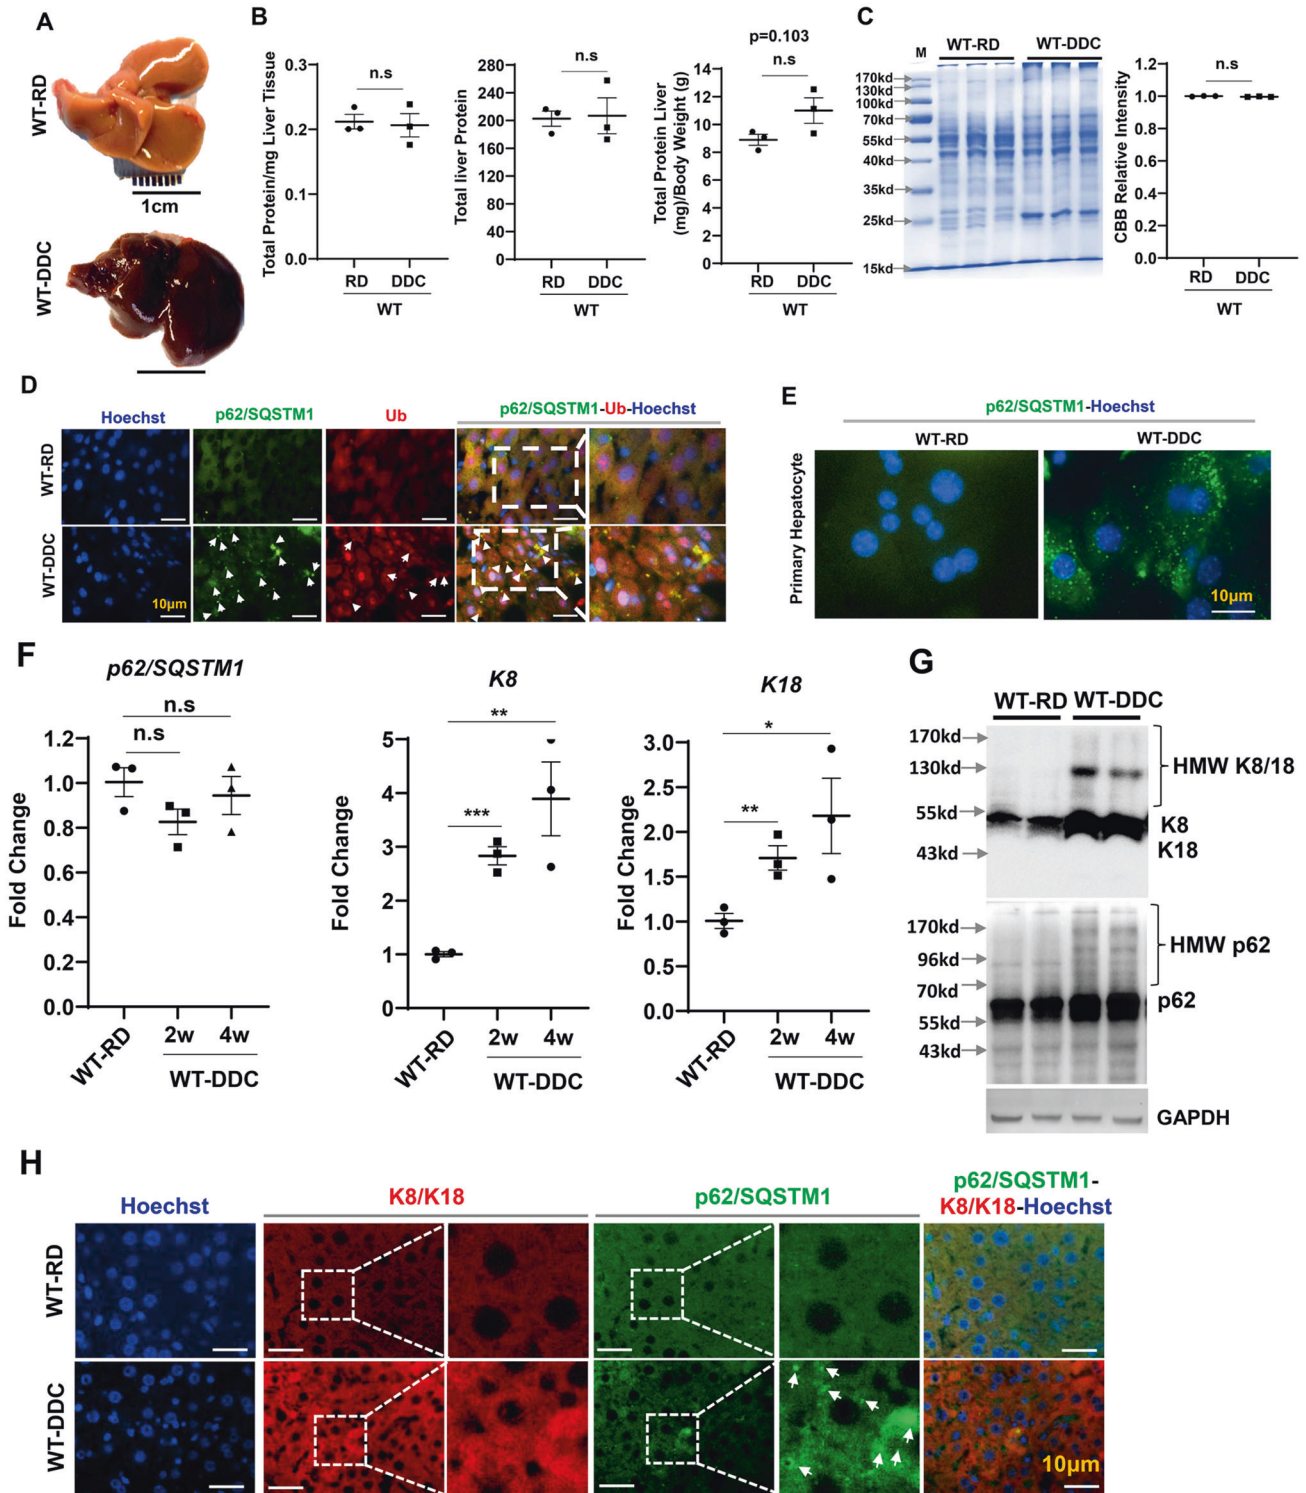 A
WT-RD
1cm
WT-DDC
B
Total Protein/mg Liver Tissue
0.3
0.2
0.1
0.0
n.s
RD DDC
WT
Total liver Protein
280
240
200
160
120
80
40
0
n.s
RD DDC
WT
p=0.103
n.s
Total Protein Liver
(mg)/Body Weight (g)
14
12
10
8
6
4
2
0
RD DDC
WT
C
M WT-RD WT-DDC
170kd
130kd
100kd
70kd
55kd
40kd
35kd
25kd
15kd
CBB Relative Intensity
1.2
1.0
0.8
0.6
0.4
0.2
0.0
n.s
RD DDC
WT
D
Hoechst p62/SQSTM1 Ub p62/SQSTM1-Ub-Hoechst
WT-RD
WT-DDC
10µm
E
p62/SQSTM1-Hoechst
WT-RD WT-DDC
Primary Hepatocyte
10µm
F
p62/SQSTM1
n.s
n.s
Fold Change
1.2
1.0
0.8
0.6
0.4
0.2
0.0
WT-RD 2w 4w
WT-DDC
K8
**
***
Fold Change
5
4
3
2
1
0
WT-RD 2w 4w
WT-DDC
K18
*
**
Fold Change
3.0
2.5
2.0
1.5
1.0
0.5
0.0
WT-RD 2w 4w
WT-DDC
G
WT-RD WT-DDC
170kd
130kd
55kd
43kd
HMW K8/18
K8
K18
170kd
96kd
70kd
55kd
43kd
HMW p62
p62
GAPDH
H
Hoechst K8/K18 p62/SQSTM1 p62/SQSTM1-
K8/K18-Hoechst
WT-RD
WT-DDC
10µm